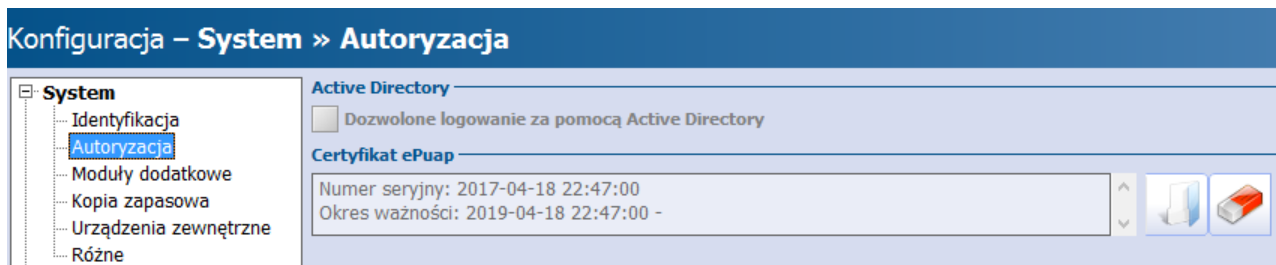 Konfiguracja – System » Autoryzacja
System
Identyfikacja
Autoryzacja
Moduły dodatkowe
Kopia zapasowa
Urządzenia zewnętrzne
Różne
Active Directory
Dozwolone logowanie za pomocą Active Directory
Certyfikat ePuap
Numer seryjny: 2017-04-18 22:47:00
Okres ważności: 2019-04-18 22:47:00 -